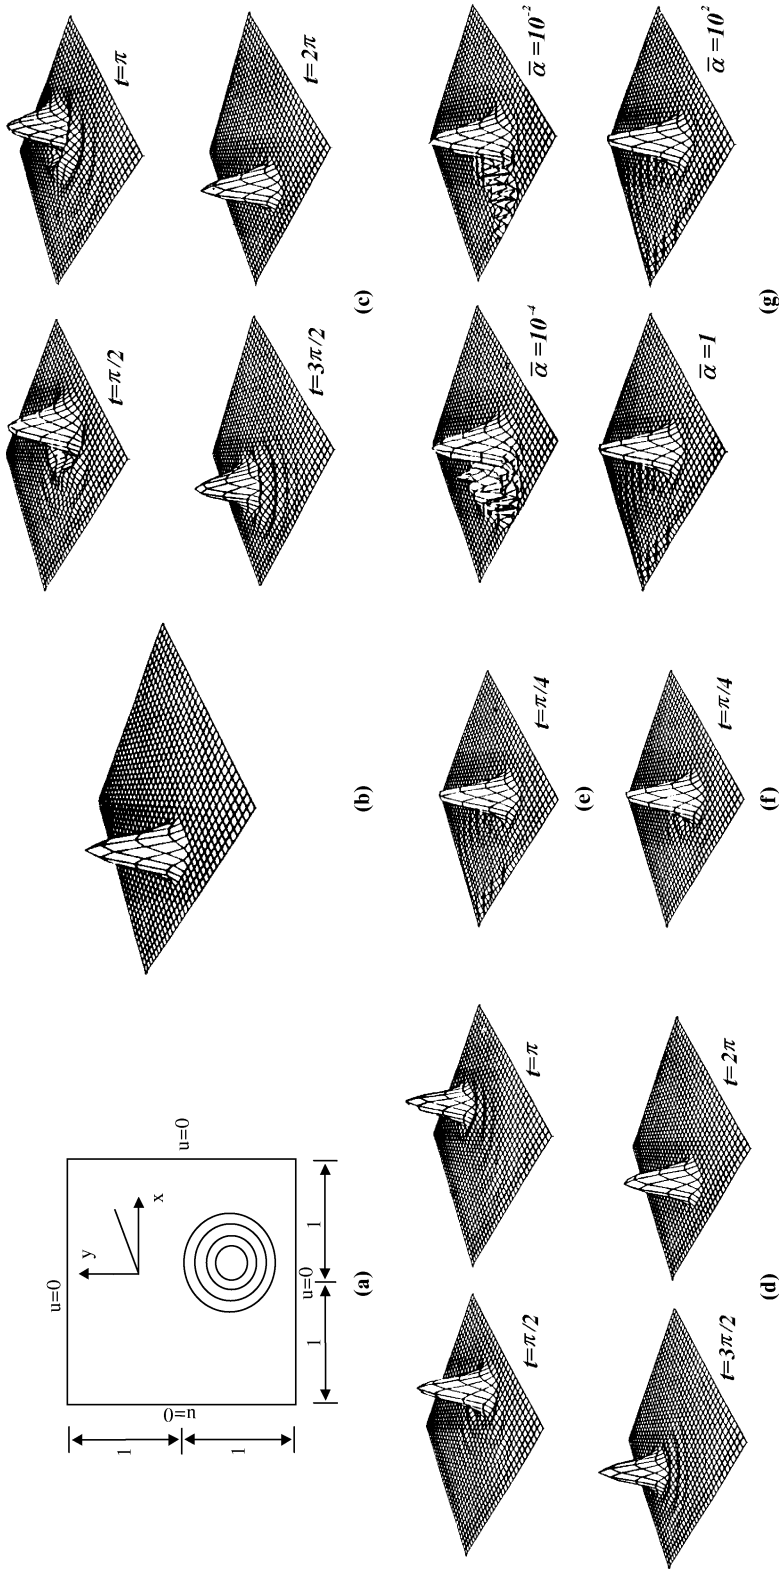 u=0
y
x
u=0
u=0
u=0
1
1
1
1
(a)
(b)
t=π/2
t=π
t=3π/2
t=2π
(c)
t=π/2
t=π
t=3π/2
t=2π
(d)
t=π/4
(e)
t=π/4
(f)
α̅=10⁻⁴
α̅=10⁻²
α̅=1
α̅=10²
(g)